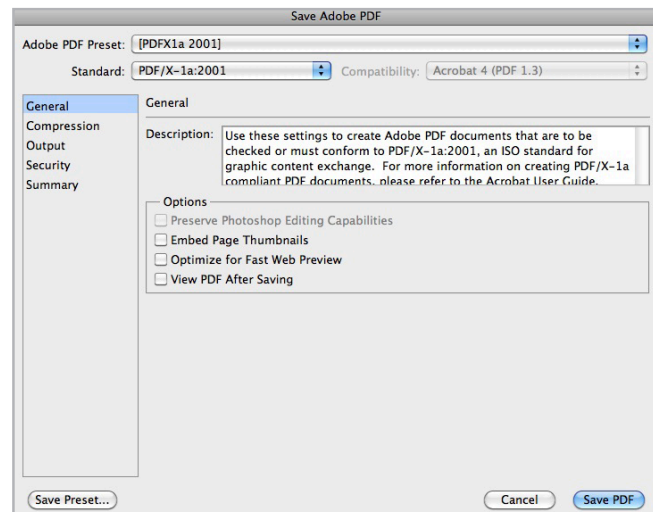 Save Adobe PDF
Adobe PDF Preset: [PDFX1a 2001]
Standard: PDF/X-1a:2001 Compatibility: Acrobat 4 (PDF 1.3)
General
Compression
Output
Security
Summary
General
Description: Use these settings to create Adobe PDF documents that are to be
checked or must conform to PDF/X-1a:2001, an ISO standard for
graphic content exchange. For more information on creating PDF/X-1a
compliant PDF documents, please refer to the Acrobat User Guide.
Options
Preserve Photoshop Editing Capabilities
Embed Page Thumbnails
Optimize for Fast Web Preview
View PDF After Saving
Save Preset... Cancel Save PDF